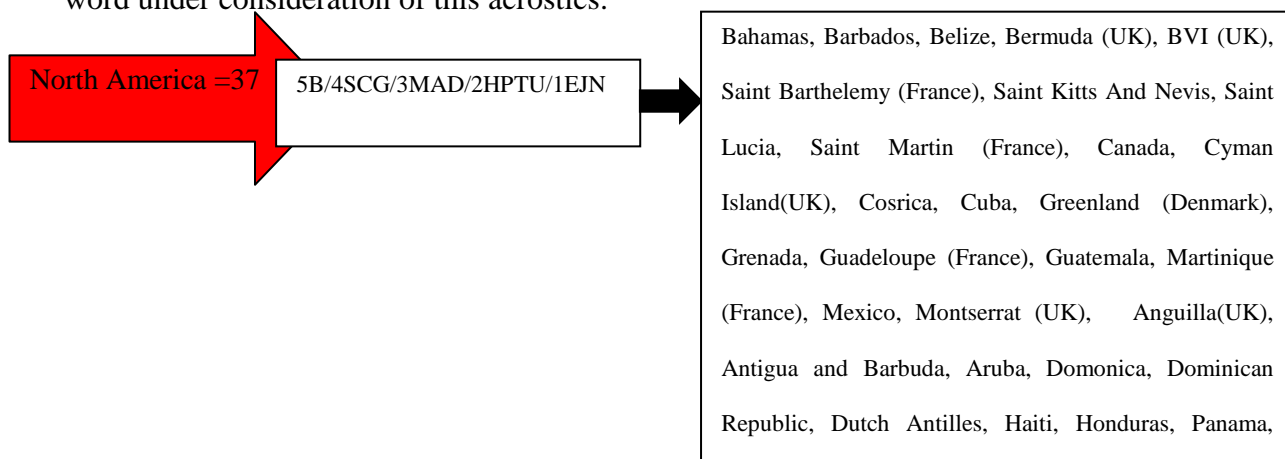 word under consideration of this acrostics.
North America =37
5B/4SCG/3MAD/2HPTU/1EJN
Bahamas, Barbados, Belize, Bermuda (UK), BVI (UK),
Saint Barthelemy (France), Saint Kitts And Nevis, Saint
Lucia, Saint Martin (France), Canada, Cyman
Island(UK), Cosrica, Cuba, Greenland (Denmark),
Grenada, Guadeloupe (France), Guatemala, Martinique
(France), Mexico, Montserrat (UK), Anguilla(UK),
Antigua and Barbuda, Aruba, Domonica, Dominican
Republic, Dutch Antilles, Haiti, Honduras, Panama,